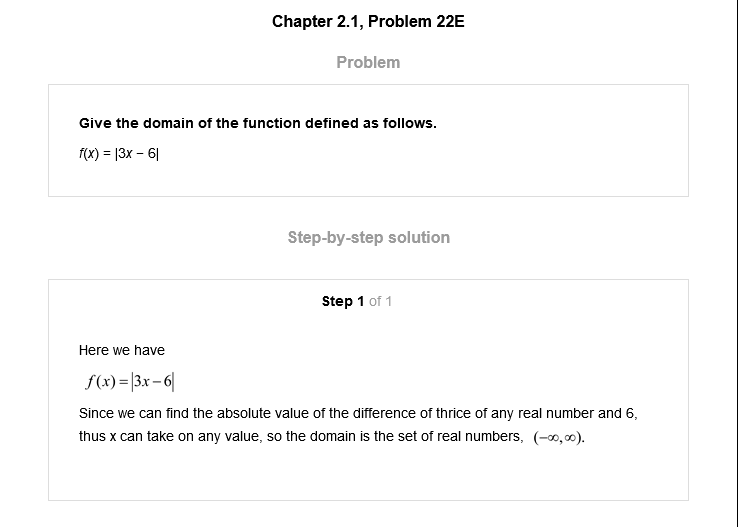 Chapter 2.1, Problem 22E
Problem
Give the domain of the function defined as follows.
f(x) = |3x − 6|
Step-by-step solution
Step 1 of 1
Here we have
f(x)=|3x−6|
Since we can find the absolute value of the difference of thrice of any real number and 6,
thus x can take on any value, so the domain is the set of real numbers, (−∞,∞).